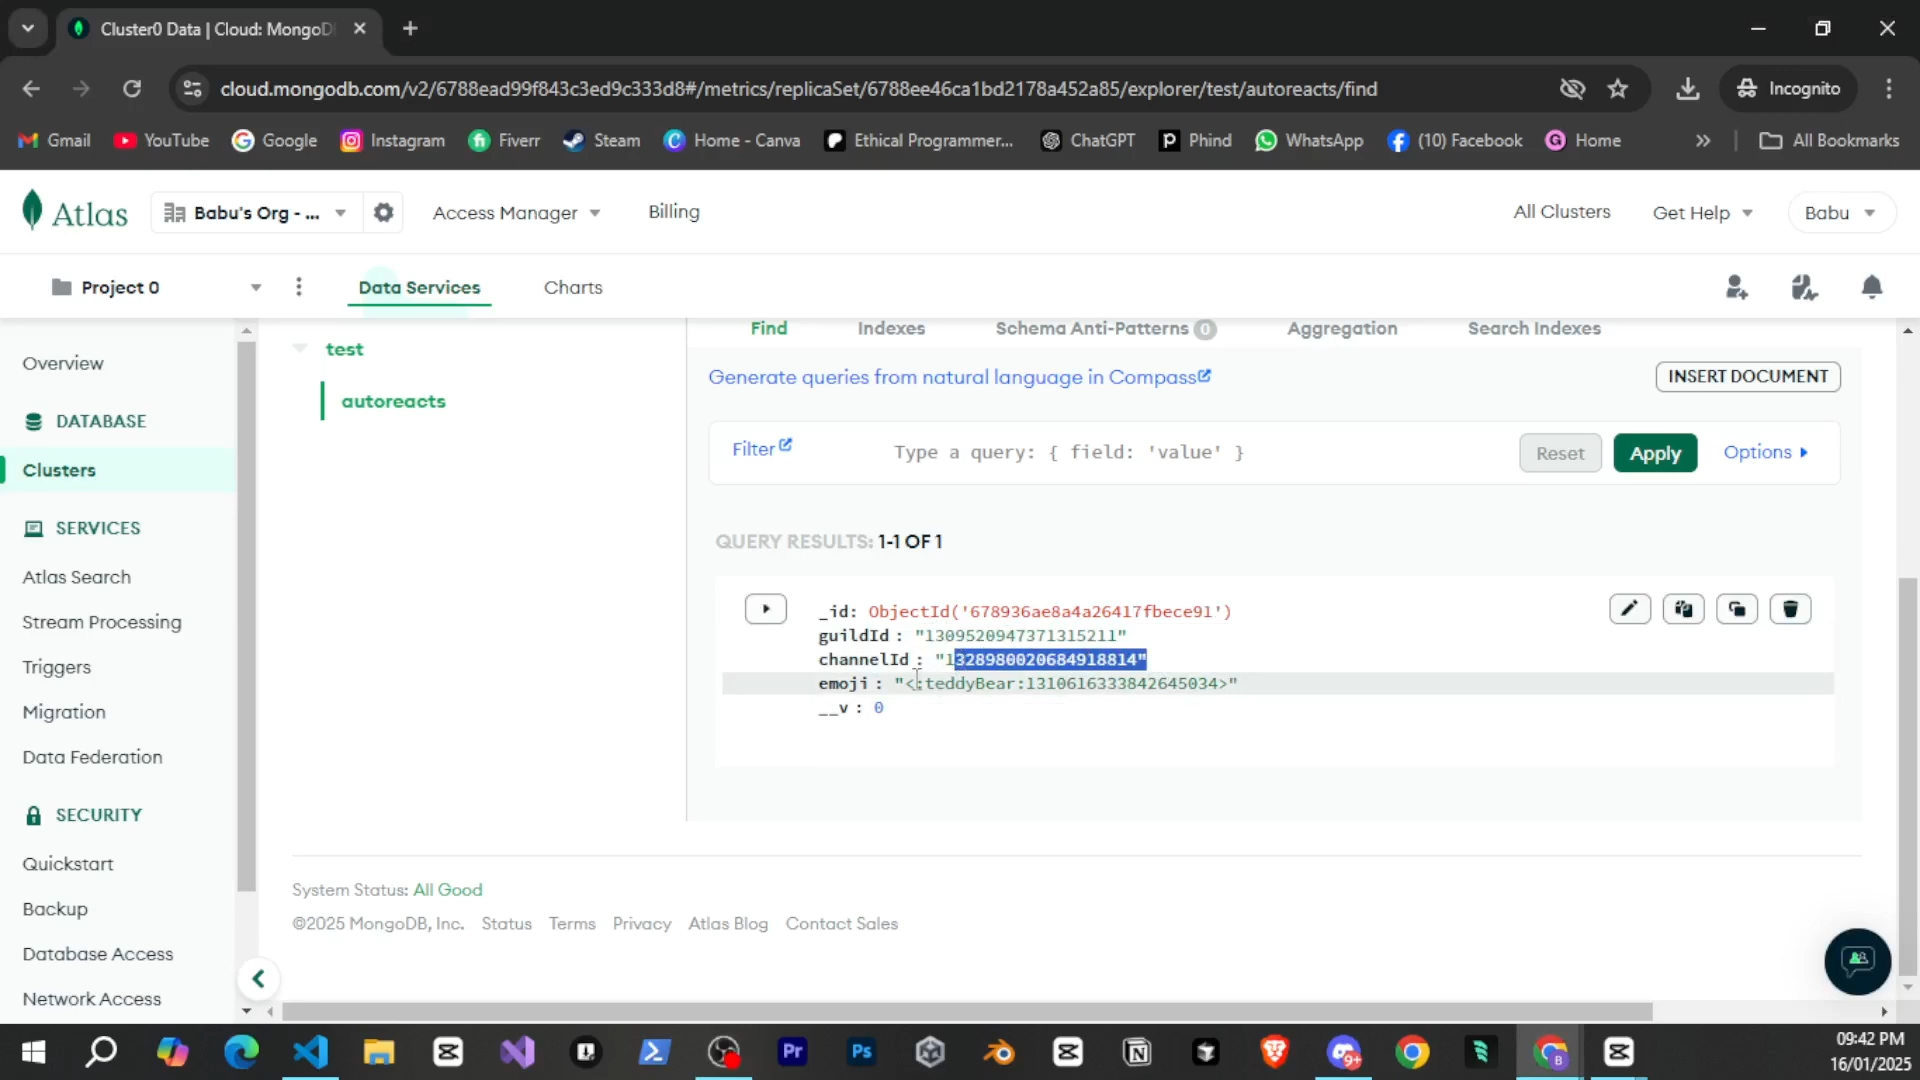 Cluster0 Data | Cloud: MongoD
cloud.mongodb.com/v2/6788ead99f843c3ed9c333d8#/metrics/replicaSet/6788ee46ca1bd2178a452a85/explorer/test/autoreacts/find
Incognito
Gmail
YouTube
Google
Instagram
Fiverr
Steam
Home - Canva
Ethical Programmer...
ChatGPT
Phind
WhatsApp
(10) Facebook
Home
»
All Bookmarks
Atlas
Babu's Org - ...
Access Manager
Billing
All Clusters
Get Help
Babu
Project 0
Data Services
Charts
Overview
DATABASE
Clusters
SERVICES
Atlas Search
Stream Processing
Triggers
Migration
Data Federation
SECURITY
Quickstart
Backup
Database Access
Network Access
test
autoreacts
Find
Indexes
Schema Anti-Patterns 0
Aggregation
Search Indexes
Generate queries from natural language in Compass
INSERT DOCUMENT
Filter
Type a query: { field: 'value' }
Reset
Apply
Options
QUERY RESULTS: 1-1 OF 1
_id: ObjectId('678936ae8a4a26417fbece91')
guildId : "1309520947371315211"
channelId : "1328980020684918814"
emoji : "<:teddyBear:1310616333842645034>"
__v : 0
System Status: All Good
©2025 MongoDB, Inc.
Status
Terms
Privacy
Atlas Blog
Contact Sales
Pr
Ps
9+
B
09:42 PM
16/01/2025